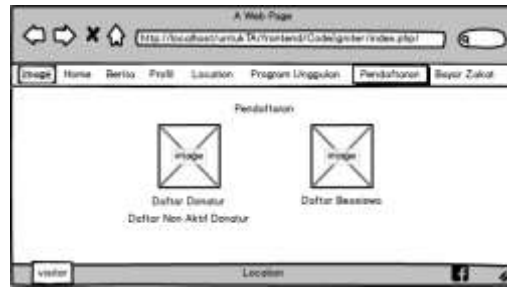 A Web Page
http://localhost/untuk TA/frontend/CodeIgniter/index.php/
image Home Berita Profil Location Program Unggulan Pendaftaran Bayar Zakat
Pendaftaran
image image
Daftar Donatur Daftar Beasiswa
Daftar Non Aktif Donatur
visitor Location